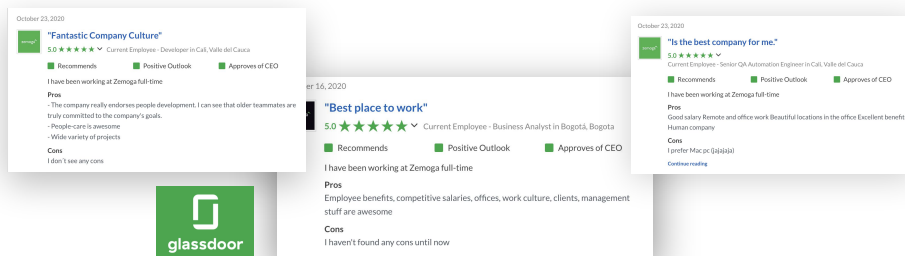 October 23, 2020
"Fantastic Company Culture"
5.0 ★★★★★ Current Employee - Developer in Cali, Valle del Cauca
Recommends Positive Outlook Approves of CEO
I have been working at Zemoga full-time
Pros
- The company really endorses people development. I can see that older teammates are
truly committed to the company's goals.
- People-care is awesome
- Wide variety of projects
Cons
I don´t see any cons
glassdoor
er 16, 2020
"Best place to work"
5.0 ★★★★★ Current Employee - Business Analyst in Bogotá, Bogota
Recommends Positive Outlook Approves of CEO
I have been working at Zemoga full-time
Pros
Employee benefits, competitive salaries, offices, work culture, clients, management
stuff are awesome
Cons
I haven't found any cons until now
October 23, 2020
"Is the best company for me."
5.0 ★★★★★
Current Employee - Senior QA Automation Engineer in Cali, Valle del Cauca
Recommends Positive Outlook Approves of CEO
I have been working at Zemoga full-time
Pros
Good salary Remote and office work Beautiful locations in the office Excellent benefit
Human company
Cons
I prefer Mac pc (jajajaja)
Continue reading